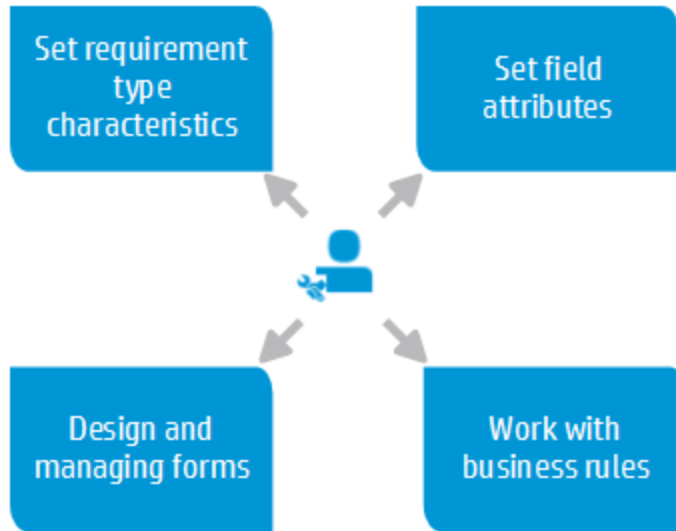 Set requirement
type
characteristics
Set field
attributes
Design and
managing forms
Work with
business rules